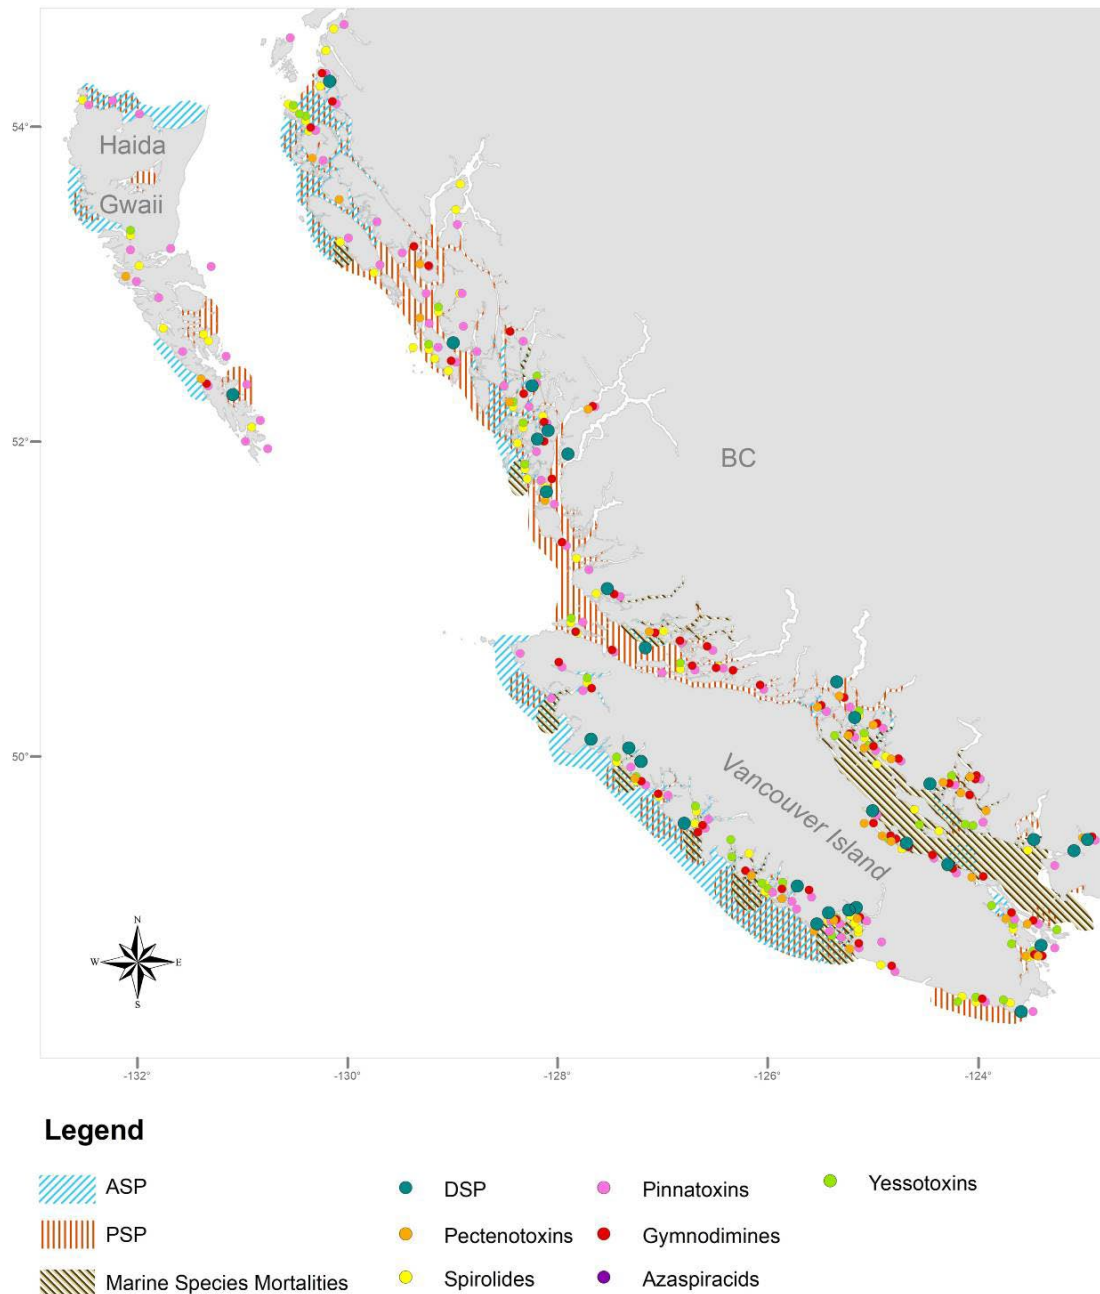 54°
Haida
Gwaii
52°
BC
50°
Vancouver Island
N
W
E
S
-132°
-130°
-128°
-126°
-124°
Legend
ASP
DSP
Pinnatoxins
Yessotoxins
PSP
Pectenotoxins
Gymnodimines
Marine Species Mortalities
Spirolides
Azaspiracids